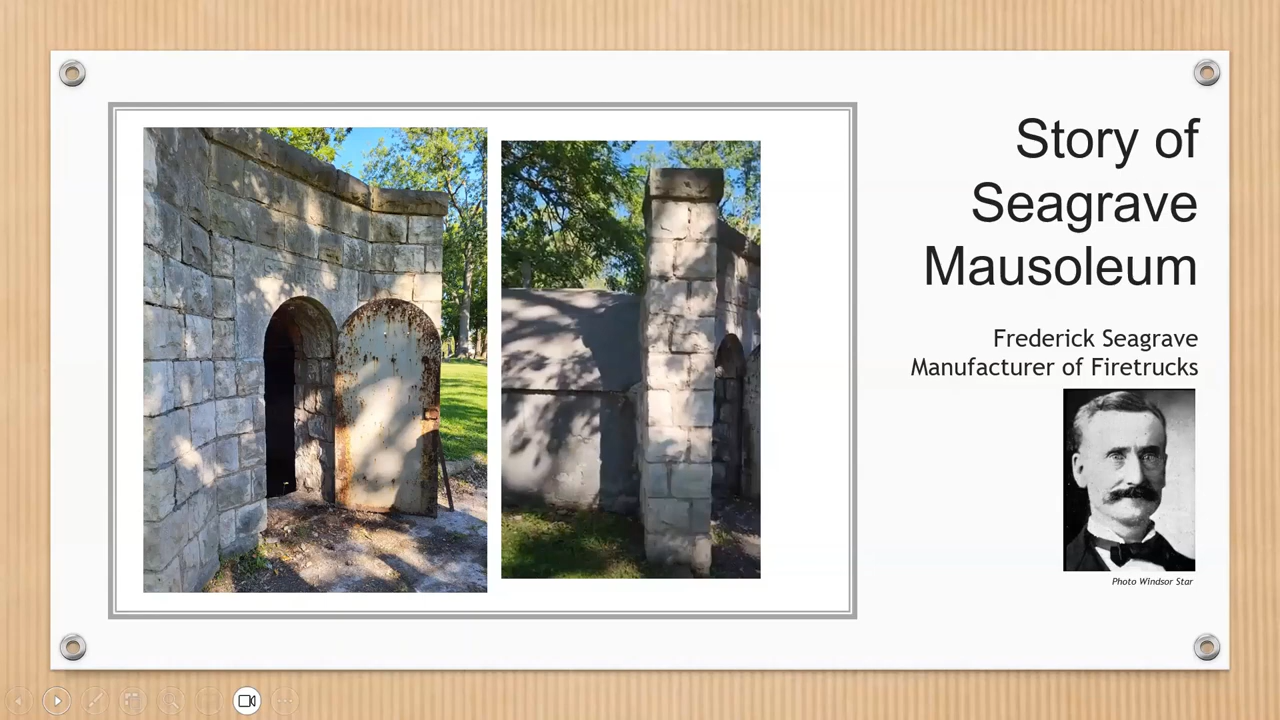 Story of
Seagrave
Mausoleum
Frederick Seagrave
Manufacturer of Firetrucks
Photo Windsor Star